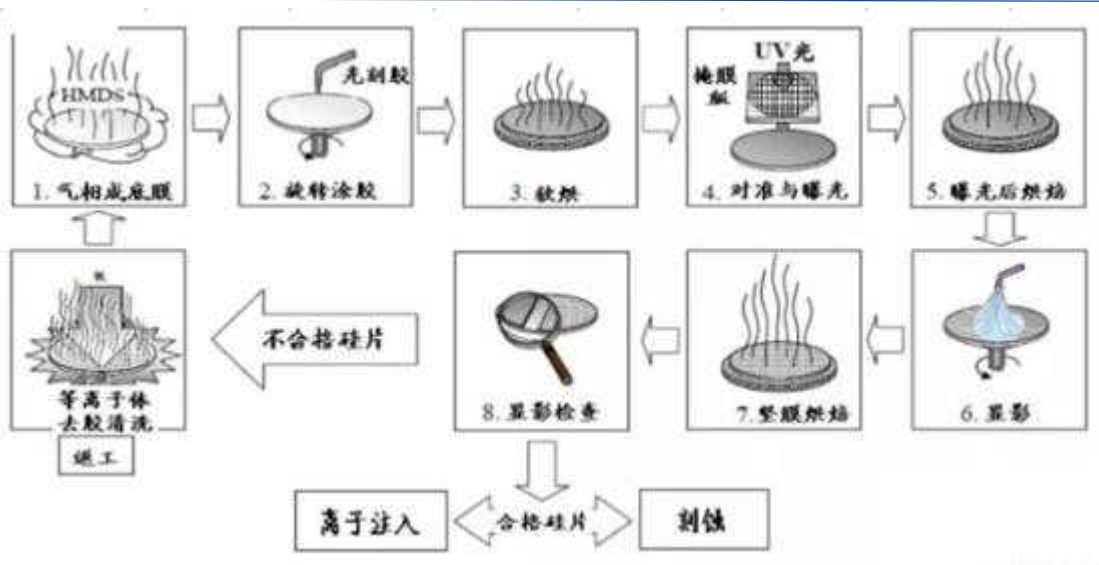 HMDS
1. 气相成底膜
光刻胶
2. 旋转涂胶
3. 软烘
UV光
掩膜
版
4. 对准与曝光
5. 曝光后烘焙
等离子体
去胶清洗
返工
不合格硅片
8. 显影检查
7. 坚膜烘焙
6. 显影
离子注入
合格硅片
刻蚀